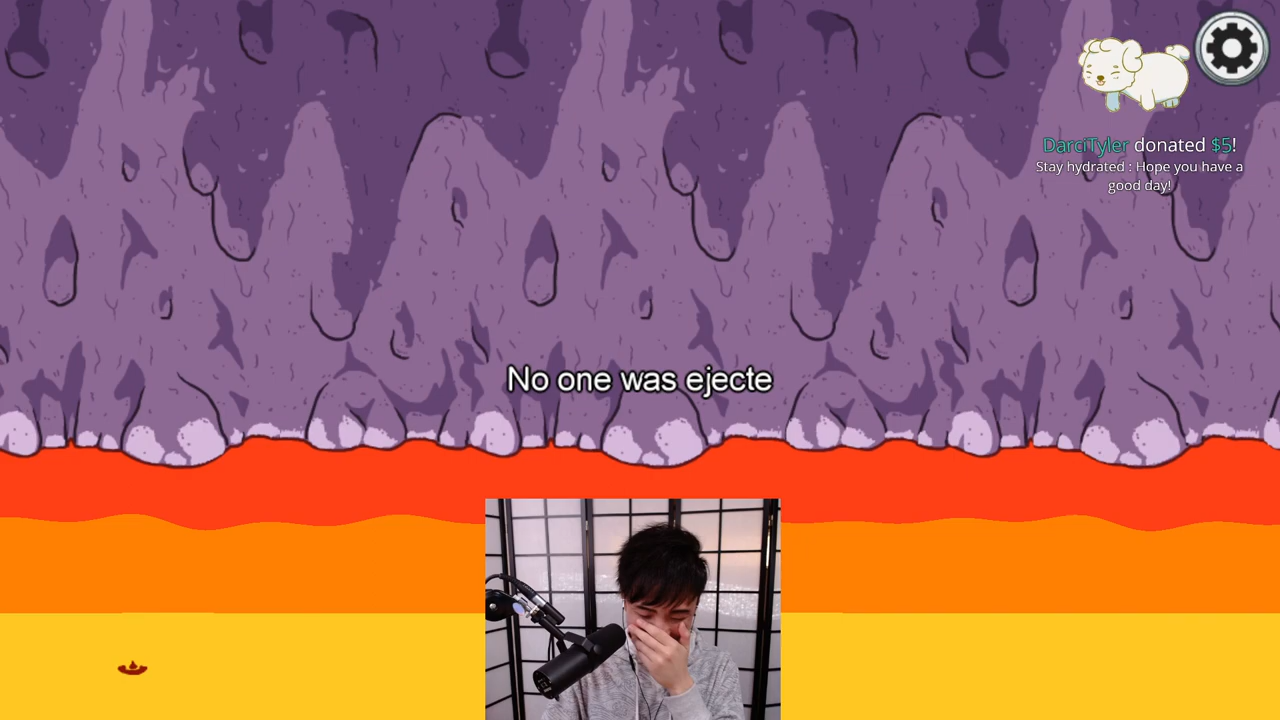 DarciTyler donated $5!
Stay hydrated : Hope you have a
good day!
No one was ejecte